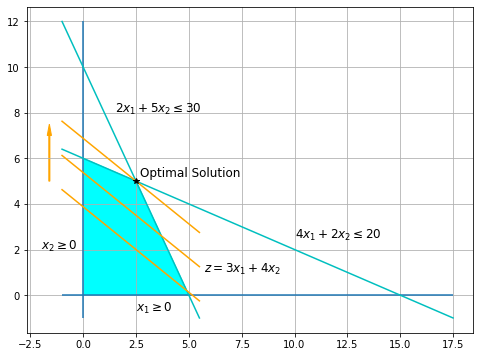 12
10
8
6
4
2
0
2x₁ + 5x₂ ≤ 30
Optimal Solution
4x₁ + 2x₂ ≤ 20
x₂ ≥ 0
z = 3x₁ + 4x₂
x₁ ≥ 0
−2.5 0.0 2.5 5.0 7.5 10.0 12.5 15.0 17.5